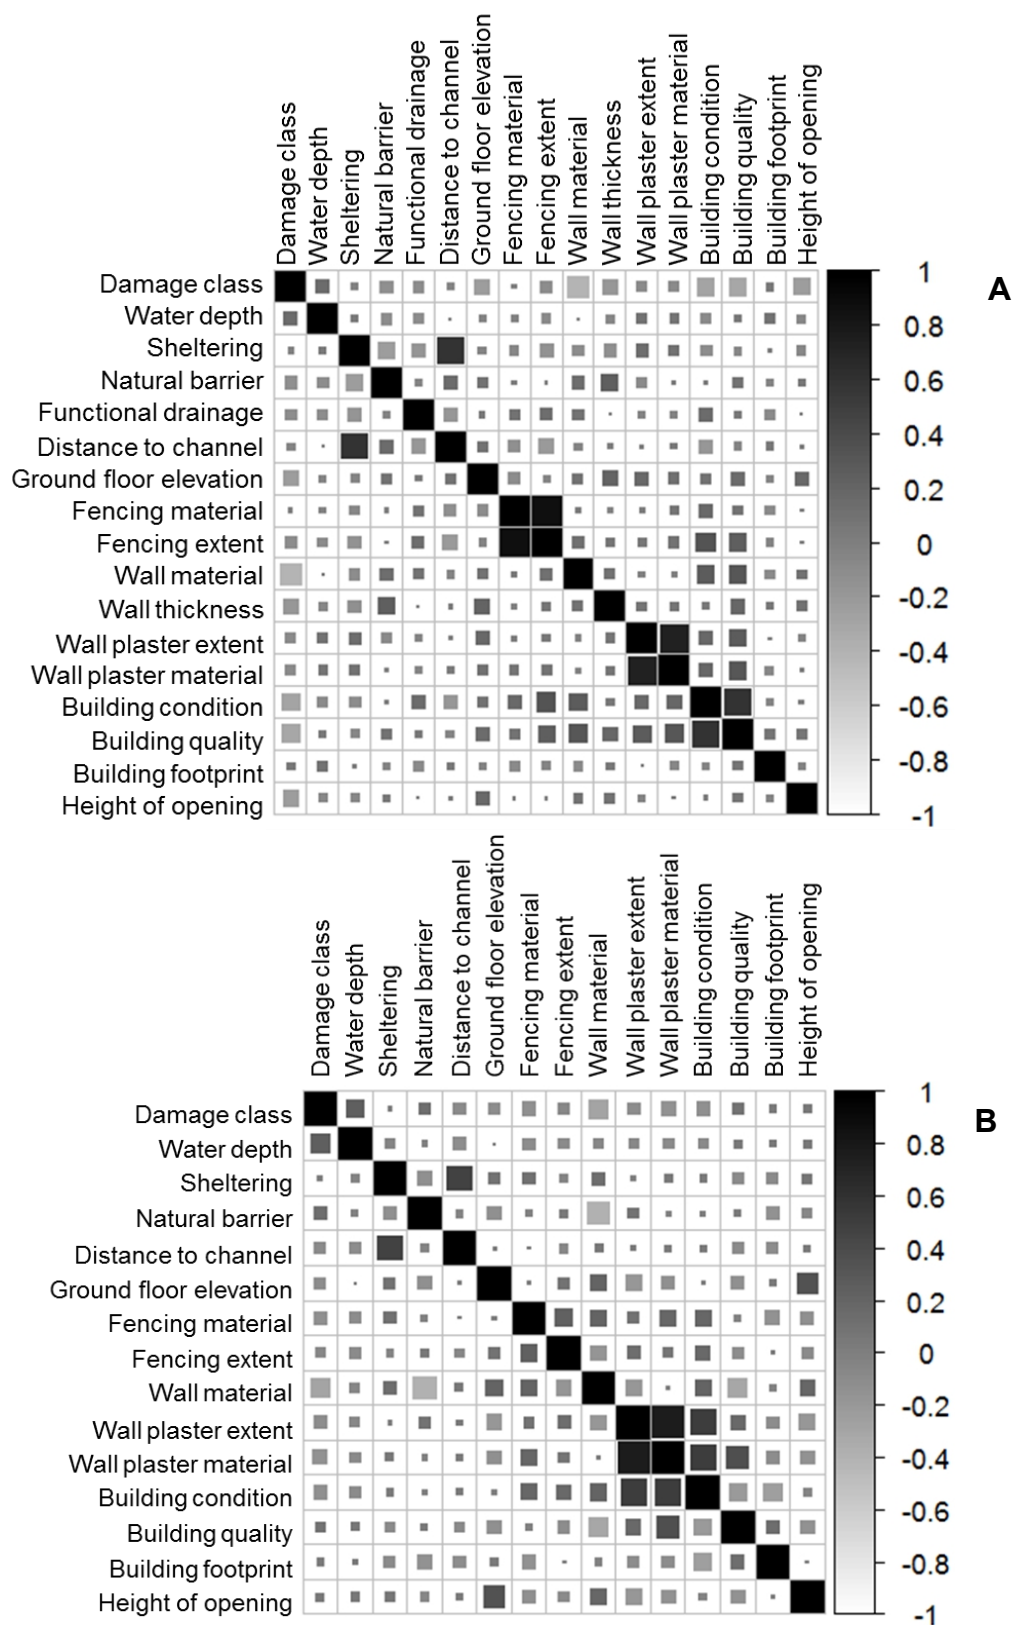 Damage class
Water depth
Sheltering
Natural barrier
Functional drainage
Distance to channel
Ground floor elevation
Fencing material
Fencing extent
Wall material
Wall thickness
Wall plaster extent
Wall plaster material
Building condition
Building quality
Building footprint
Height of opening
A
Damage class
Water depth
Sheltering
Natural barrier
Functional drainage
Distance to channel
Ground floor elevation
Fencing material
Fencing extent
Wall material
Wall thickness
Wall plaster extent
Wall plaster material
Building condition
Building quality
Building footprint
Height of opening
1
0.8
0.6
0.4
0.2
0
-0.2
-0.4
-0.6
-0.8
-1
Damage class
Water depth
Sheltering
Natural barrier
Distance to channel
Ground floor elevation
Fencing material
Fencing extent
Wall material
Wall plaster extent
Wall plaster material
Building condition
Building quality
Building footprint
Height of opening
B
Damage class
Water depth
Sheltering
Natural barrier
Distance to channel
Ground floor elevation
Fencing material
Fencing extent
Wall material
Wall plaster extent
Wall plaster material
Building condition
Building quality
Building footprint
Height of opening
1
0.8
0.6
0.4
0.2
0
-0.2
-0.4
-0.6
-0.8
-1